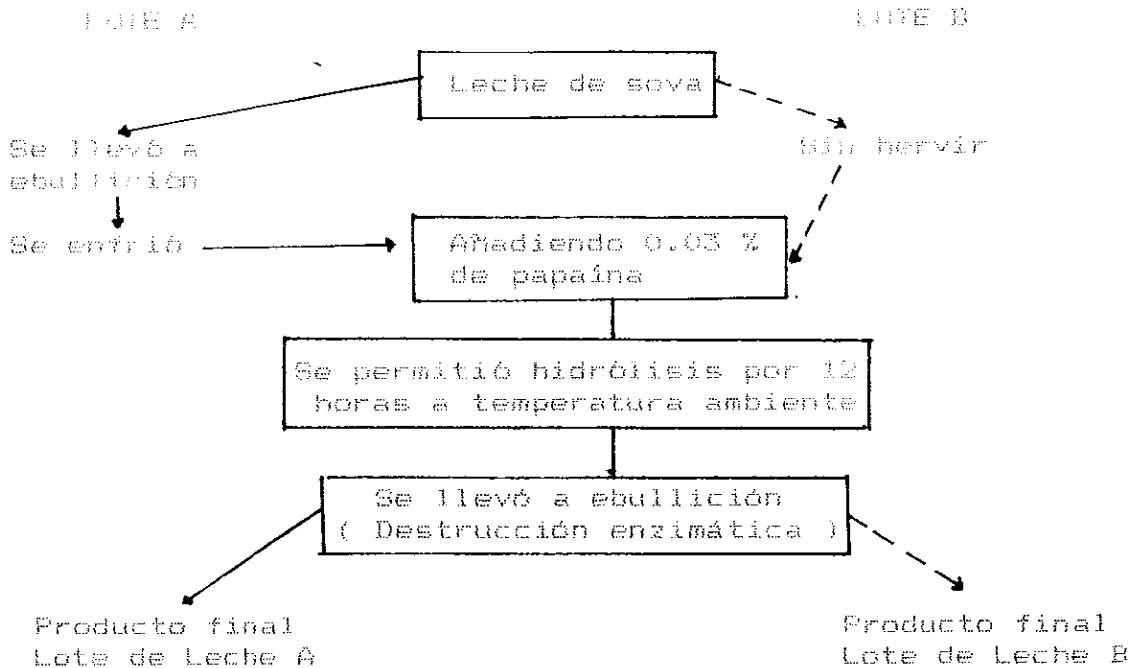 LOTE A
LOTE B
Leche de soya
Se llevó a
ebullición
Sin hervir
Se enfrió
Añadiendo 0.03 %
de papaína
Se permitió hidrólisis por 12
horas a temperatura ambiente
Se llevó a ebullición
( Destrucción enzimática )
Producto final
Lote de Leche A
Producto final
Lote de Leche B